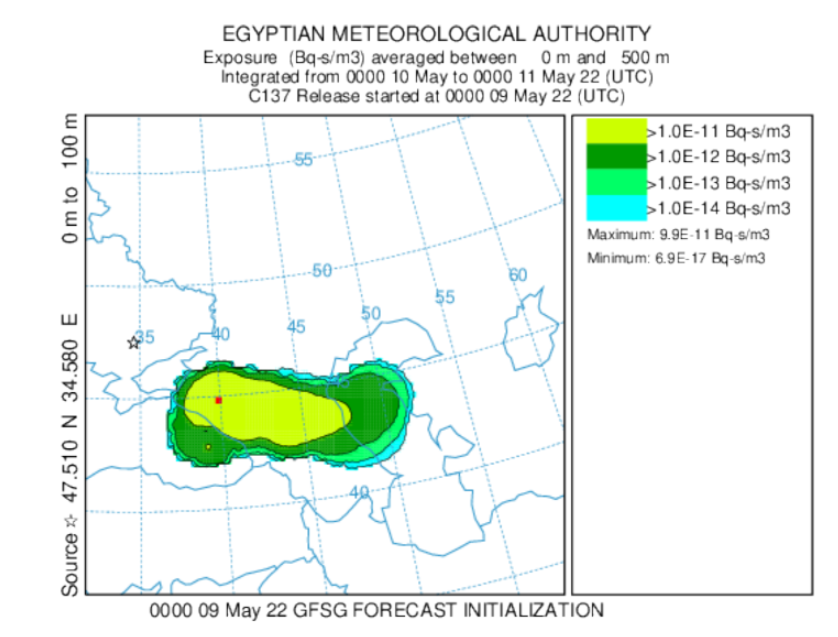 EGYPTIAN METEOROLOGICAL AUTHORITY
Exposure (Bq-s/m3) averaged between 0 m and 500 m
Integrated from 0000 10 May to 0000 11 May 22 (UTC)
C137 Release started at 0000 09 May 22 (UTC)
Source ☆ 47.510 N 34.580 E 0 m to 100 m
>1.0E-11 Bq-s/m3
>1.0E-12 Bq-s/m3
>1.0E-13 Bq-s/m3
>1.0E-14 Bq-s/m3
Maximum: 9.9E-11 Bq-s/m3
Minimum: 6.9E-17 Bq-s/m3
55
50
60
55
50
45
40
35
45
40
0000 09 May 22 GFSG FORECAST INITIALIZATION